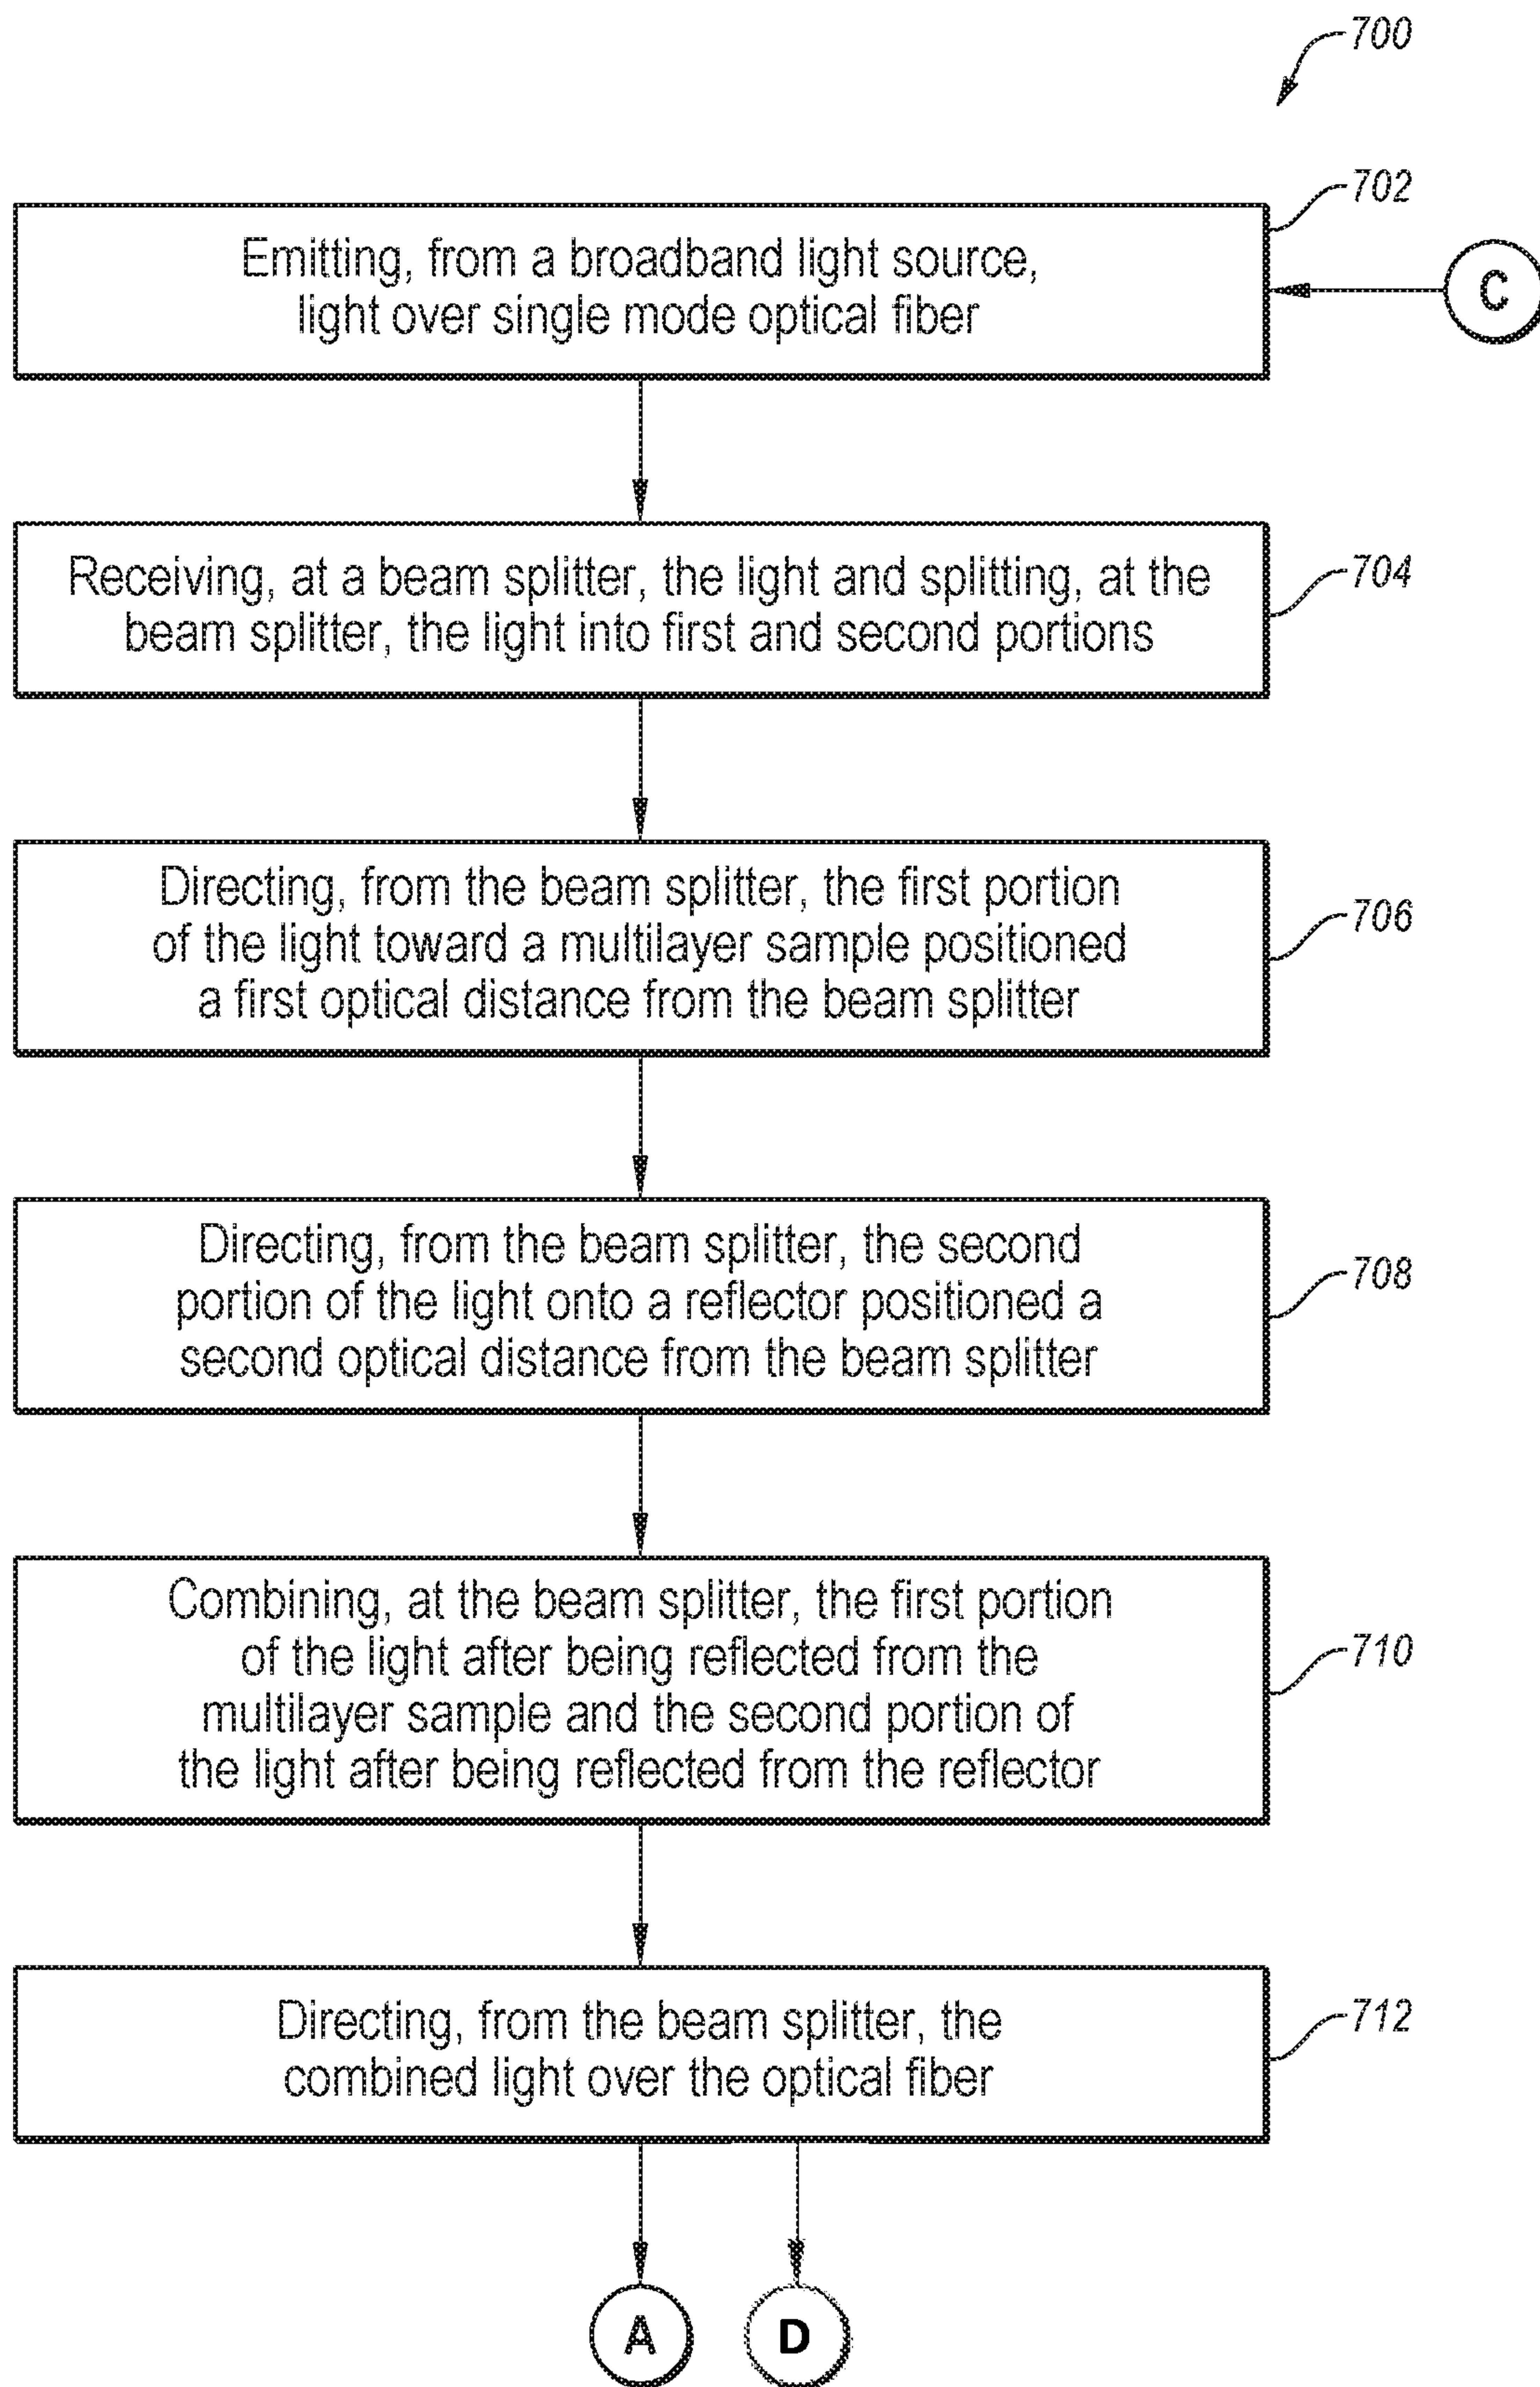 700
702
Emitting, from a broadband light source,
light over single mode optical fiber
C
704
Receiving, at a beam splitter, the light and splitting, at the
beam splitter, the light into first and second portions
706
Directing, from the beam splitter, the first portion
of the light toward a multilayer sample positioned
a first optical distance from the beam splitter
708
Directing, from the beam splitter, the second
portion of the light onto a reflector positioned a
second optical distance from the beam splitter
710
Combining, at the beam splitter, the first portion
of the light after being reflected from the
multilayer sample and the second portion of
the light after being reflected from the reflector
712
Directing, from the beam splitter, the
combined light over the optical fiber
A
D